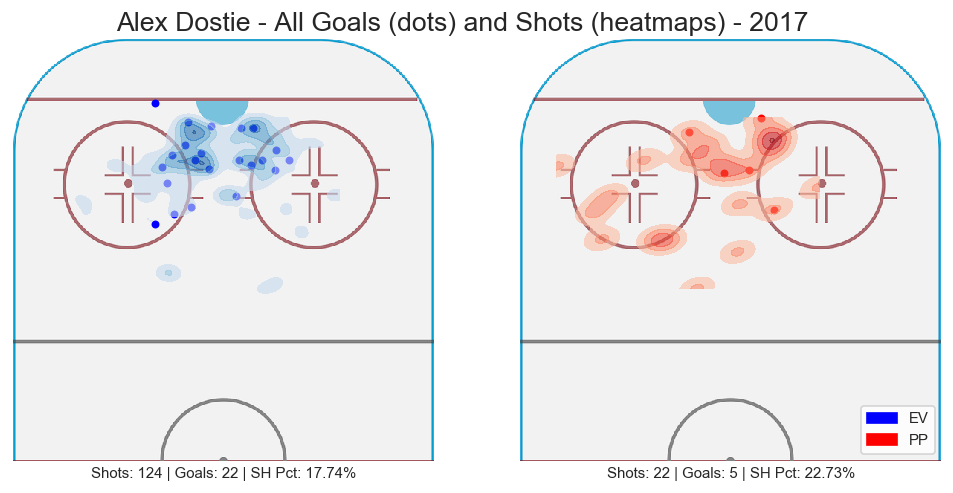 Alex Dostie - All Goals (dots) and Shots (heatmaps) - 2017
EV
PP
Shots: 124 | Goals: 22 | SH Pct: 17.74%
Shots: 22 | Goals: 5 | SH Pct: 22.73%